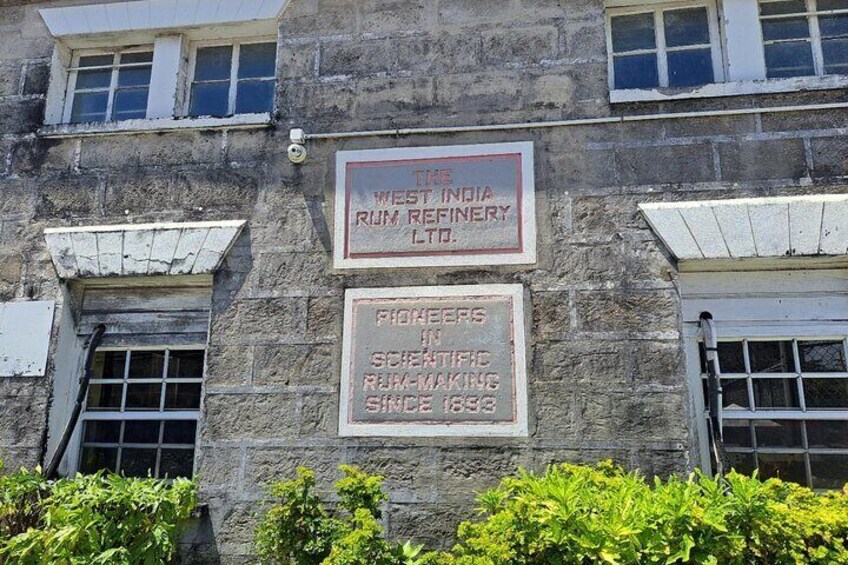 THE
WEST INDIA
RUM REFINERY
LTD.
PIONEERS
IN
SCIENTIFIC
RUM-MAKING
SINCE 1893